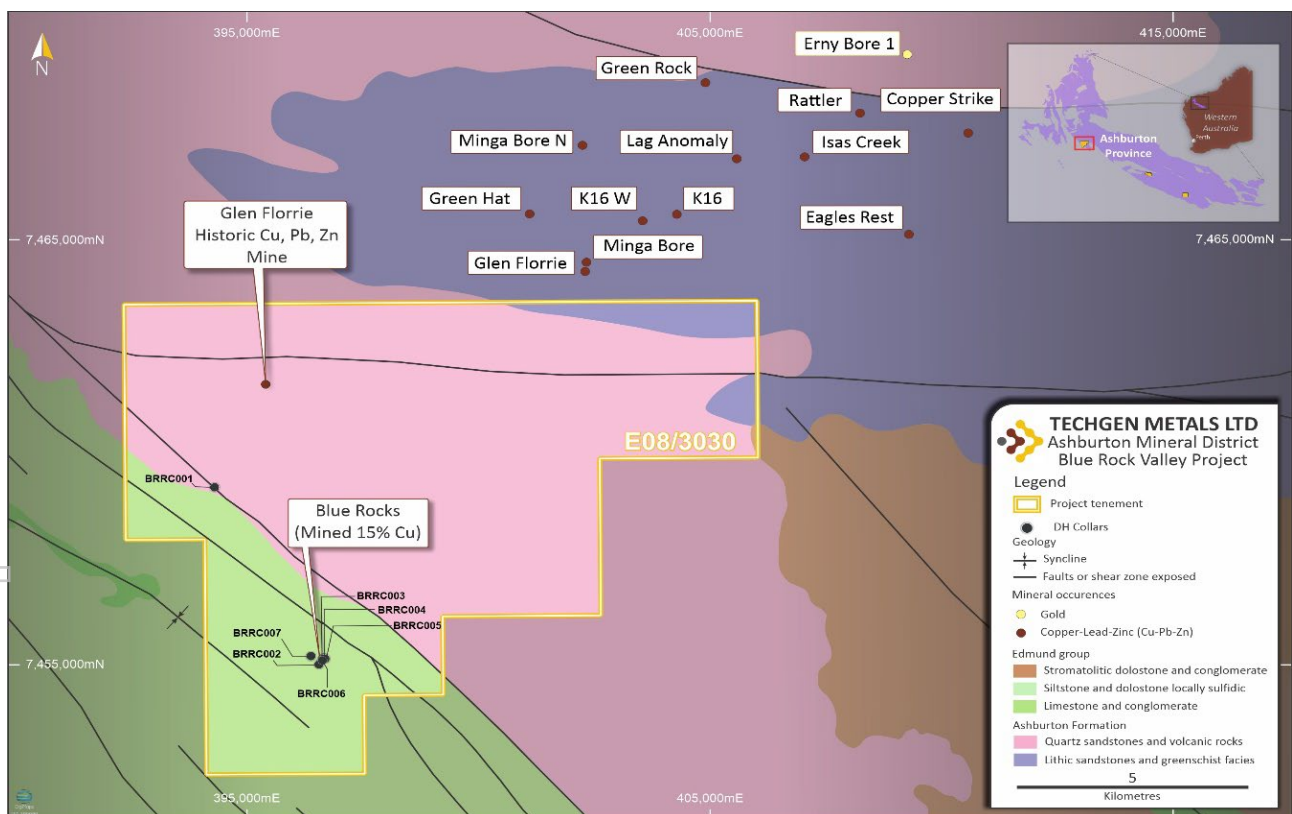 395,000mE
405,000mE
415,000mE
N
Erny Bore 1
Green Rock
Rattler
Copper Strike
Western
Australia
Perth
Ashburton
Province
Minga Bore N
Lag Anomaly
Isas Creek
Green Hat
K16 W
K16
Eagles Rest
Glen Florrie
Historic Cu, Pb, Zn
Mine
7,465,000mN
7,465,000mN
Minga Bore
Glen Florrie
E08/3030
BRRC001
Blue Rocks
(Mined 15% Cu)
BRRC003
BRRC004
BRRC005
BRRC007
BRRC002
BRRC006
7,455,000mN
TECHGEN METALS LTD
Ashburton Mineral District
Blue Rock Valley Project
Legend
Project tenement
DH Collars
Geology
Syncline
Faults or shear zone exposed
Mineral occurences
Gold
Copper-Lead-Zinc (Cu-Pb-Zn)
Edmund group
Stromatolitic dolostone and conglomerate
Siltstone and dolostone locally sulfidic
Limestone and conglomerate
Ashburton Formation
Quartz sandstones and volcanic rocks
Lithic sandstones and greenschist facies
5
Kilometres
395,000mE
405,000mE